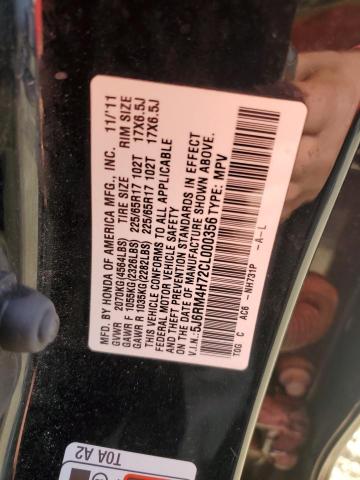 MFD. BY HONDA OF AMERICA MFG., INC. 11/'11
TIRE SIZE RIM SIZE
GVWR 2070KG(4564LBS)
GAWR F 1055KG(2326LBS) 225/65R17 102T 17X6.5J
GAWR R 1035KG(2282LBS) 225/65R17 102T 17X6.5J
THIS VEHICLE CONFORMS TO ALL APPLICABLE
FEDERAL MOTOR VEHICLE SAFETY
AND THEFT PREVENTION STANDARDS IN EFFECT
ON THE DATE OF MANUFACTURE SHOWN ABOVE.
V.I.N.:5J6RM4H72CL000356 TYPE: MPV
T0G C AC6 - NH731P -A-L
T0A A2